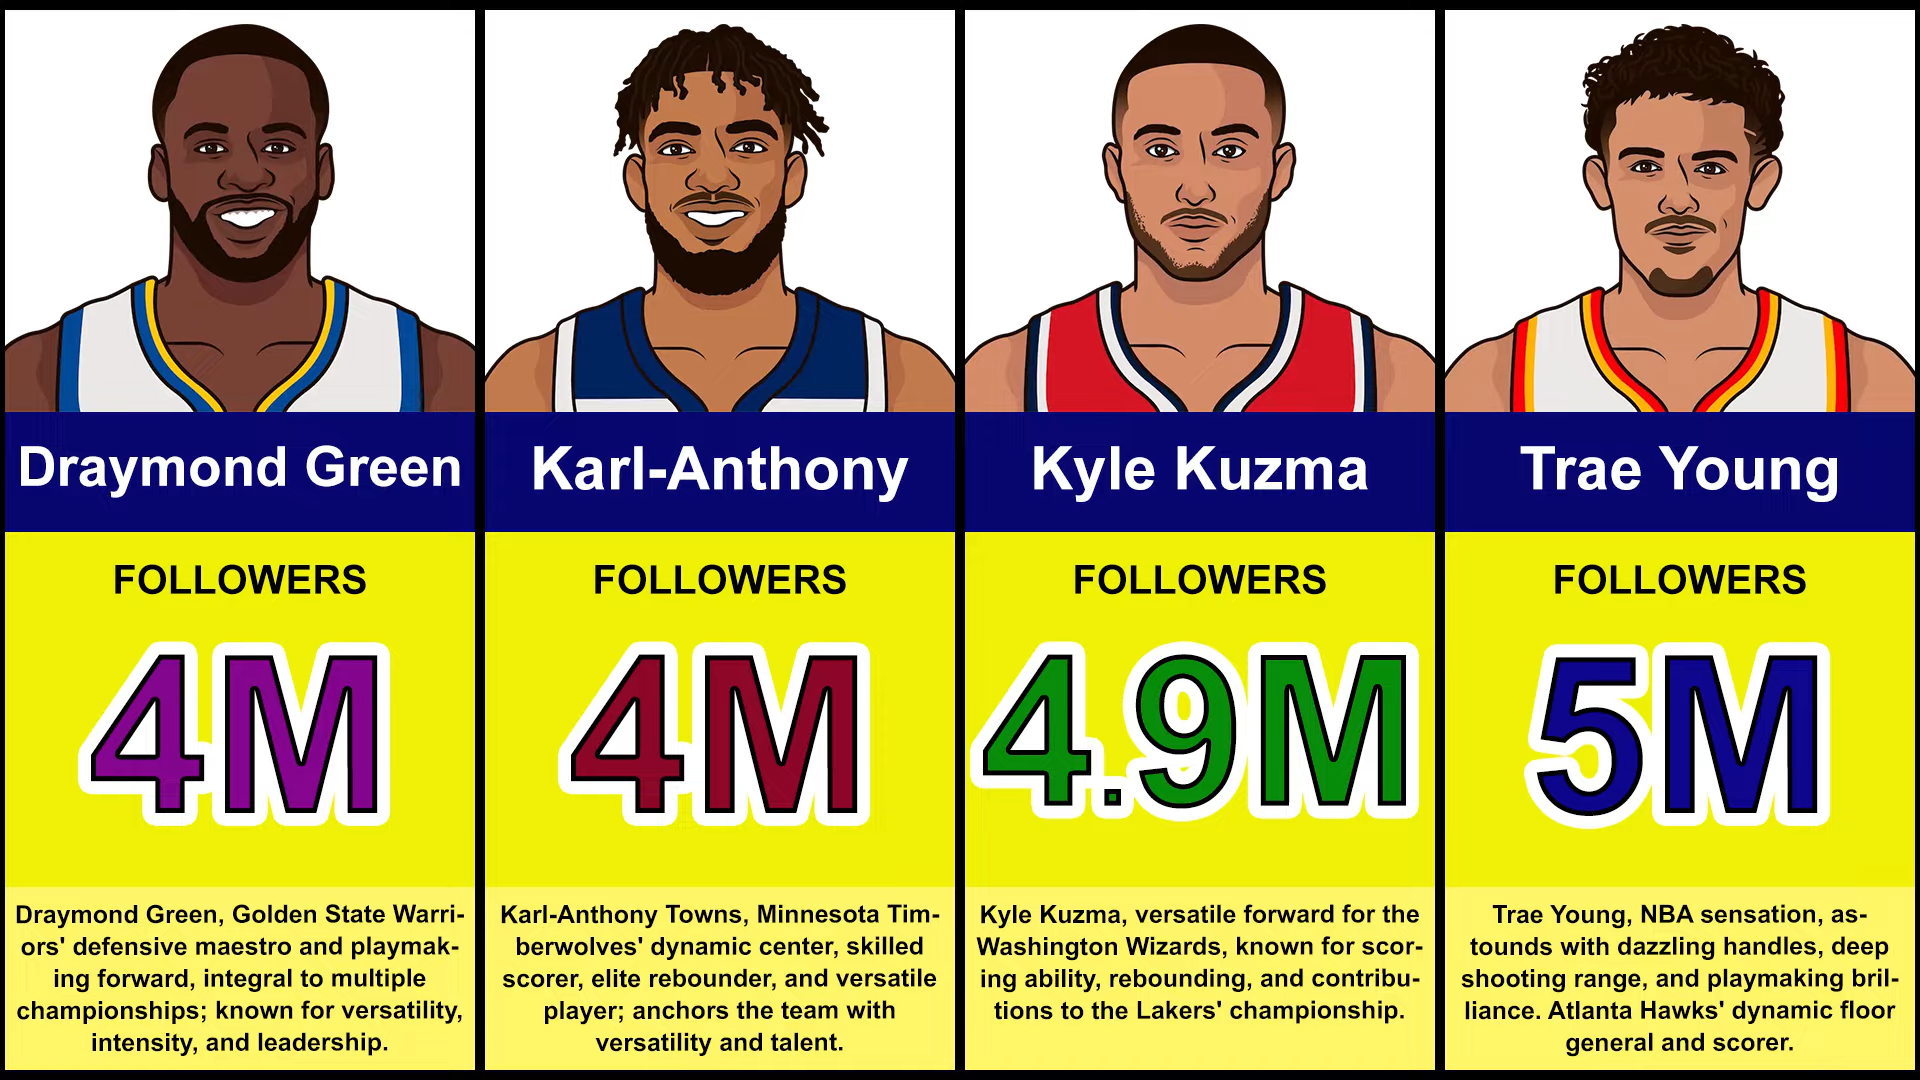 Draymond Green
FOLLOWERS
4M
Draymond Green, Golden State Warri-
ors' defensive maestro and playmak-
ing forward, integral to multiple
championships; known for versatility,
intensity, and leadership.
Karl-Anthony
FOLLOWERS
4M
Karl-Anthony Towns, Minnesota Tim-
berwolves' dynamic center, skilled
scorer, elite rebounder, and versatile
player; anchors the team with
versatility and talent.
Kyle Kuzma
FOLLOWERS
4.9M
Kyle Kuzma, versatile forward for the
Washington Wizards, known for scor-
ing ability, rebounding, and contribu-
tions to the Lakers' championship.
Trae Young
FOLLOWERS
5M
Trae Young, NBA sensation, as-
tounds with dazzling handles, deep
shooting range, and playmaking bril-
liance. Atlanta Hawks' dynamic floor
general and scorer.